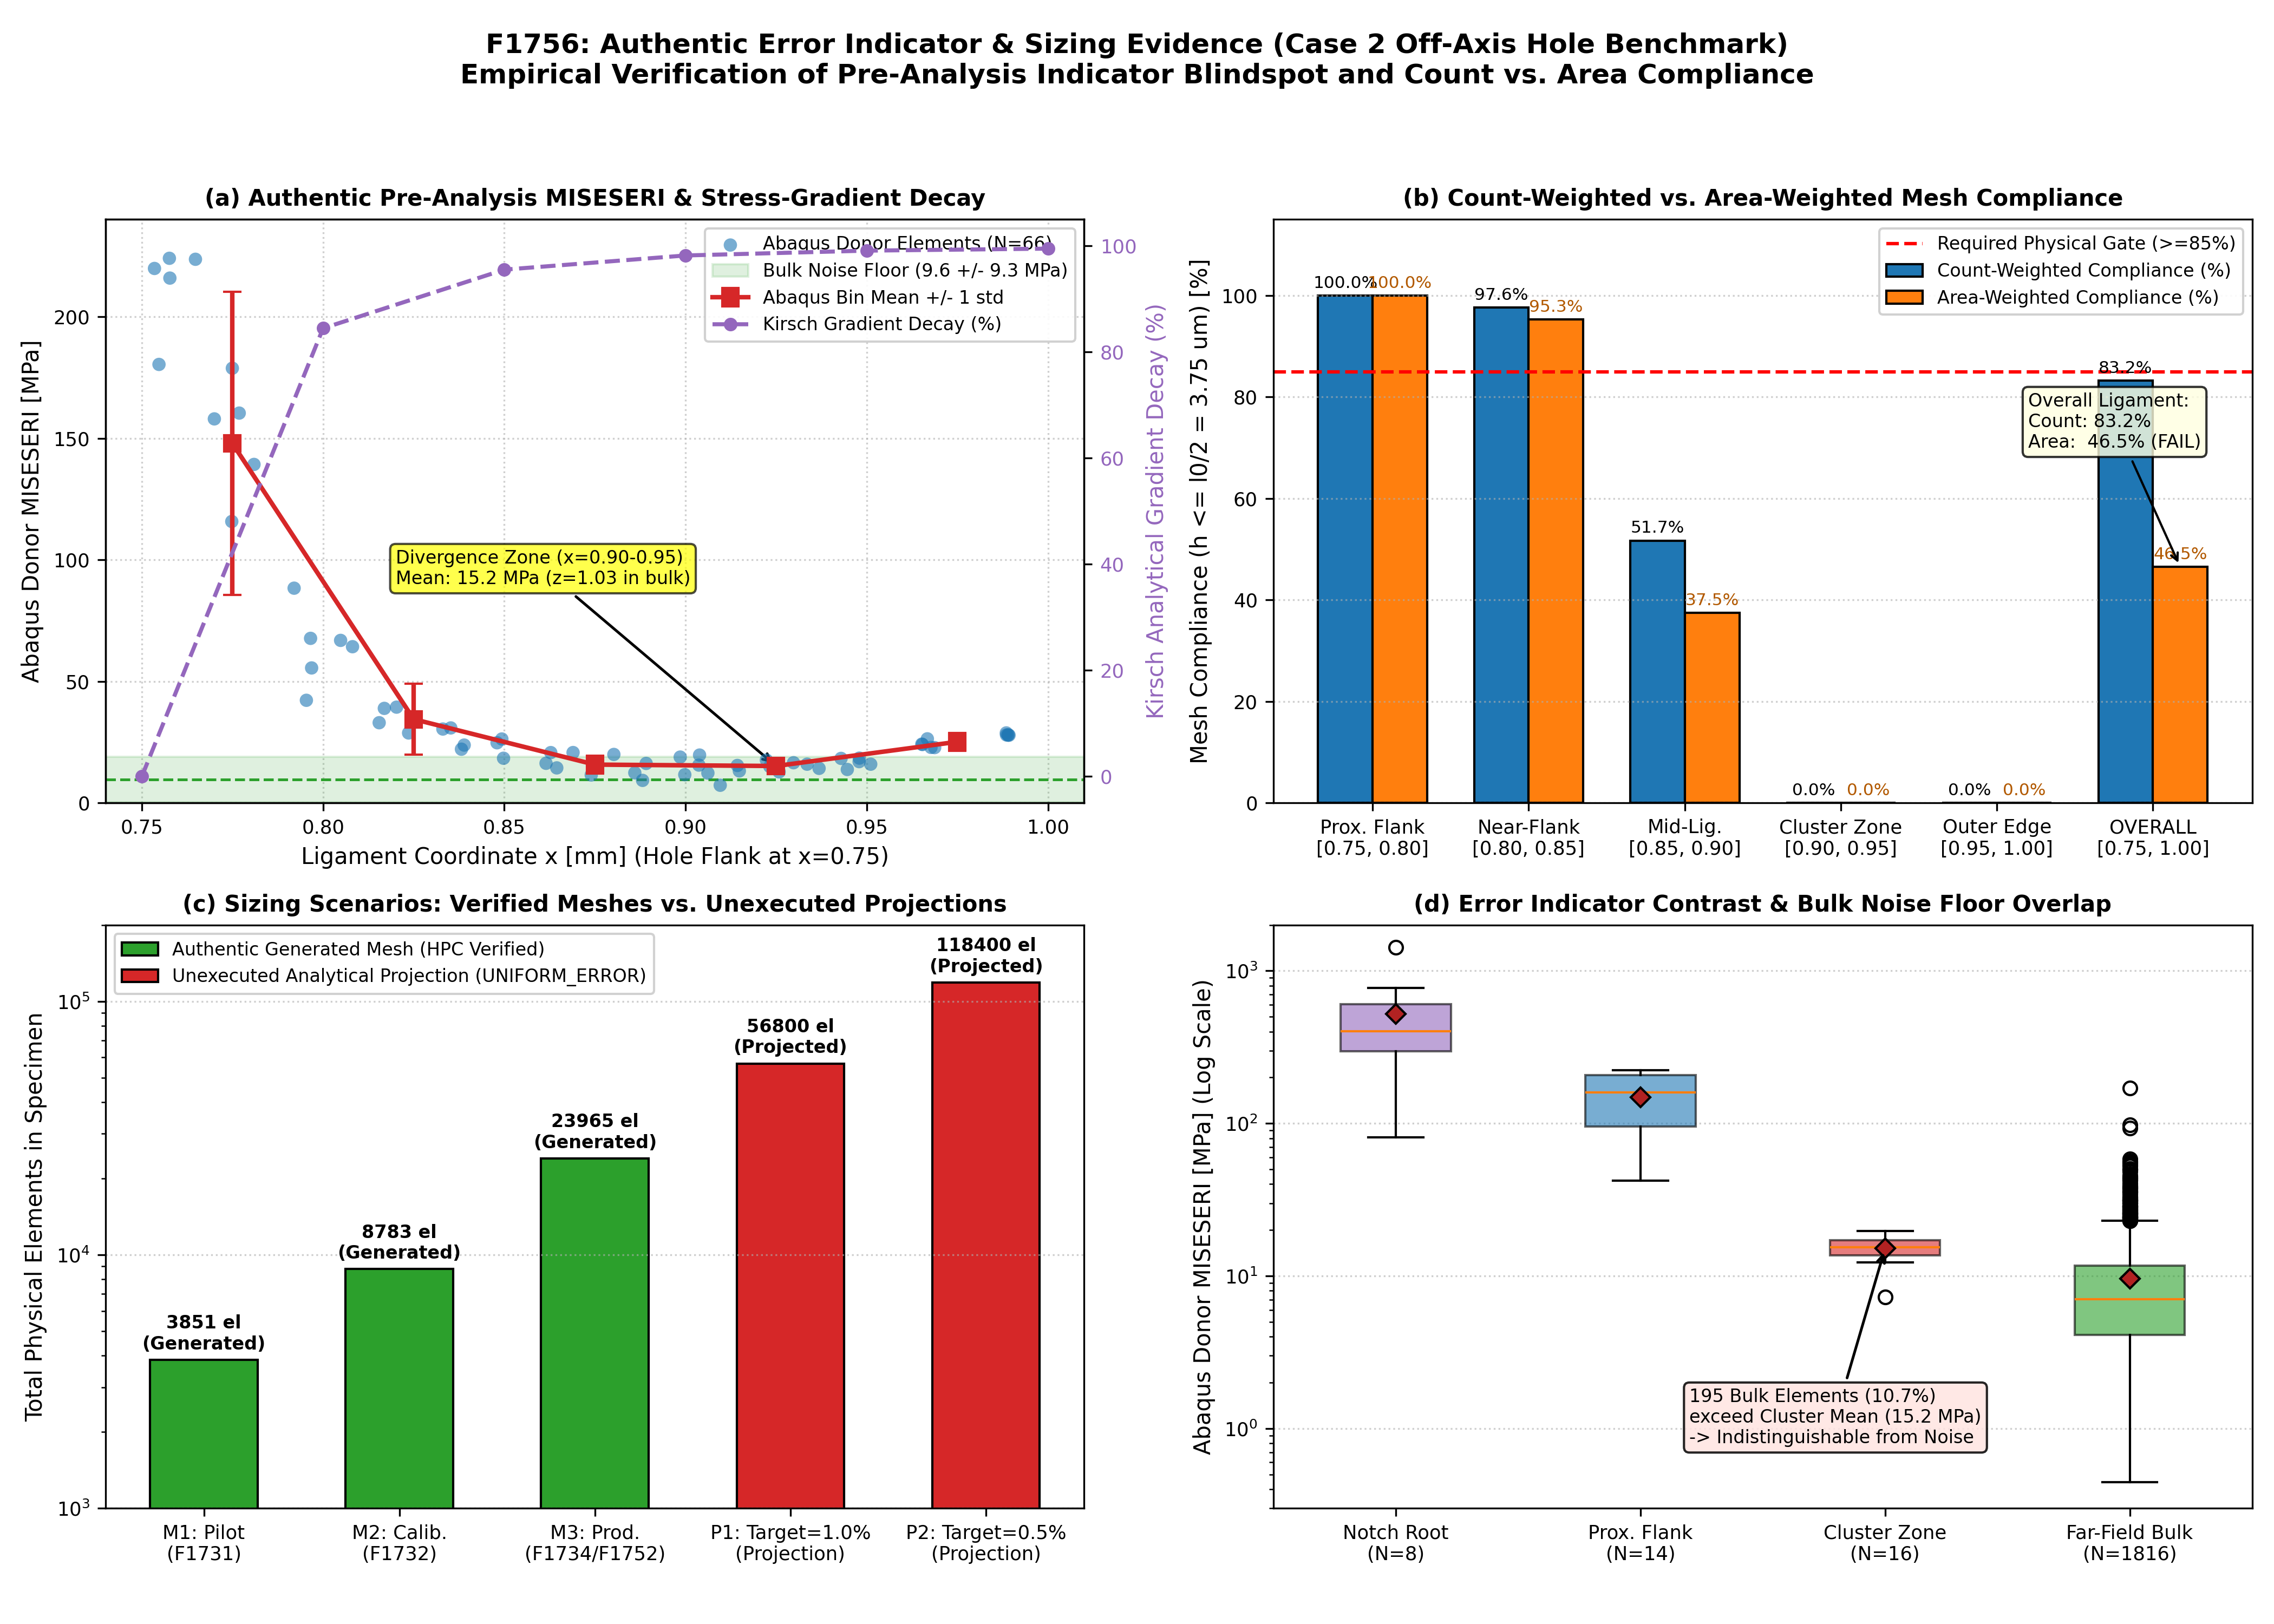 F1756: Authentic Error Indicator & Sizing Evidence (Case 2 Off-Axis Hole Benchmark)
Empirical Verification of Pre-Analysis Indicator Blindspot and Count vs. Area Compliance
(a) Authentic Pre-Analysis MISESERI & Stress-Gradient Decay
Abaqus Donor MISESERI [MPa]
200
150
100
50
0
Abaqus Donor Elements (N=66)
Bulk Noise Floor (9.6 +/- 9.3 MPa)
Abaqus Bin Mean +/- 1 std
Kirsch Gradient Decay (%)
Divergence Zone (x=0.90-0.95)
Mean: 15.2 MPa (z=1.03 in bulk)
100
80
60
40
20
0
Kirsch Analytical Gradient Decay (%)
0.75 0.80 0.85 0.90 0.95 1.00
Ligament Coordinate x [mm] (Hole Flank at x=0.75)
(b) Count-Weighted vs. Area-Weighted Mesh Compliance
Mesh Compliance (h <= l0/2 = 3.75 um) [%]
100
80
60
40
20
0
Required Physical Gate (>=85%)
Count-Weighted Compliance (%)
Area-Weighted Compliance (%)
100.0% 100.0%
97.6% 95.3%
51.7% 37.5%
0.0% 0.0%
0.0% 0.0%
83.2% 46.5%
Overall Ligament:
Count: 83.2%
Area: 46.5% (FAIL)
Prox. Flank
[0.75, 0.80]
Near-Flank
[0.80, 0.85]
Mid-Lig.
[0.85, 0.90]
Cluster Zone
[0.90, 0.95]
Outer Edge
[0.95, 1.00]
OVERALL
[0.75, 1.00]
(c) Sizing Scenarios: Verified Meshes vs. Unexecuted Projections
Total Physical Elements in Specimen
10⁵
10⁴
10³
Authentic Generated Mesh (HPC Verified)
Unexecuted Analytical Projection (UNIFORM_ERROR)
3851 el
(Generated)
8783 el
(Generated)
23965 el
(Generated)
56800 el
(Projected)
118400 el
(Projected)
M1: Pilot
(F1731)
M2: Calib.
(F1732)
M3: Prod.
(F1734/F1752)
P1: Target=1.0%
(Projection)
P2: Target=0.5%
(Projection)
(d) Error Indicator Contrast & Bulk Noise Floor Overlap
Abaqus Donor MISESERI [MPa] (Log Scale)
10³
10²
10¹
10⁰
195 Bulk Elements (10.7%)
exceed Cluster Mean (15.2 MPa)
-> Indistinguishable from Noise
Notch Root
(N=8)
Prox. Flank
(N=14)
Cluster Zone
(N=16)
Far-Field Bulk
(N=1816)